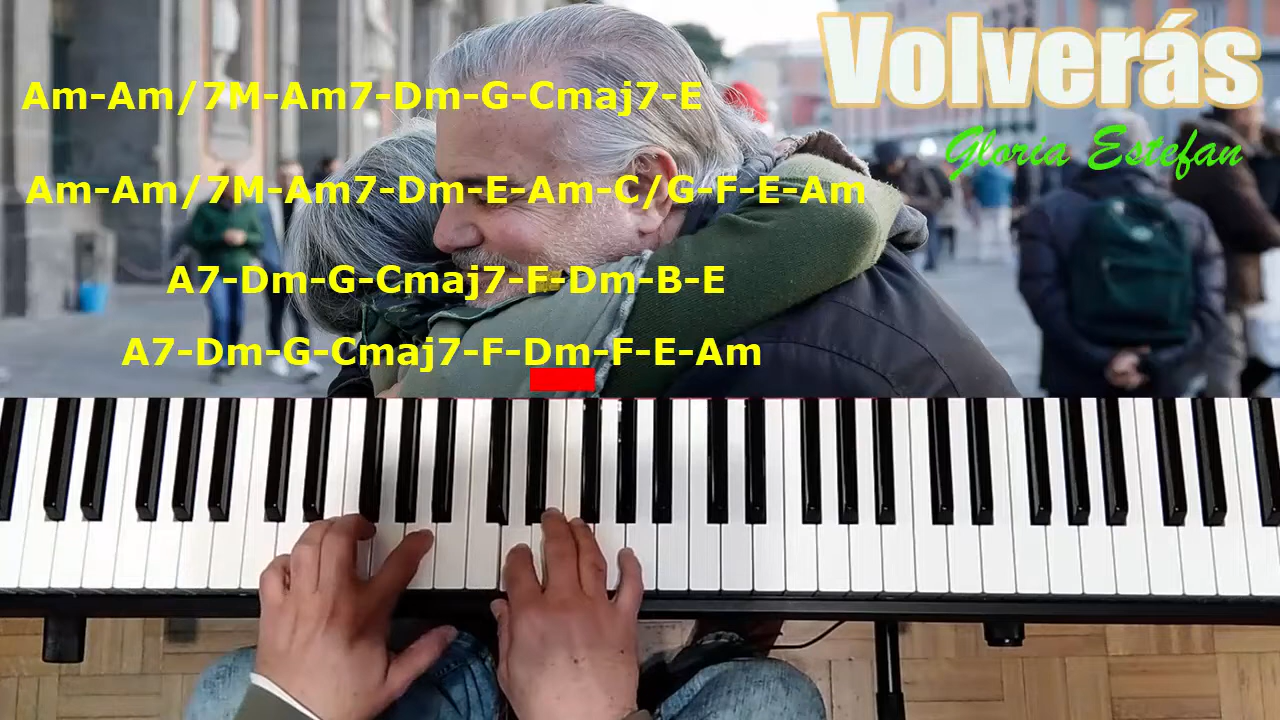 Volverás
Gloria Estefan
Am-Am/7M-Am7-Dm-G-Cmaj7-E
Am-Am/7M-Am7-Dm-E-Am-C/G-F-E-Am
A7-Dm-G-Cmaj7-F-Dm-B-E
A7-Dm-G-Cmaj7-F-Dm-F-E-Am